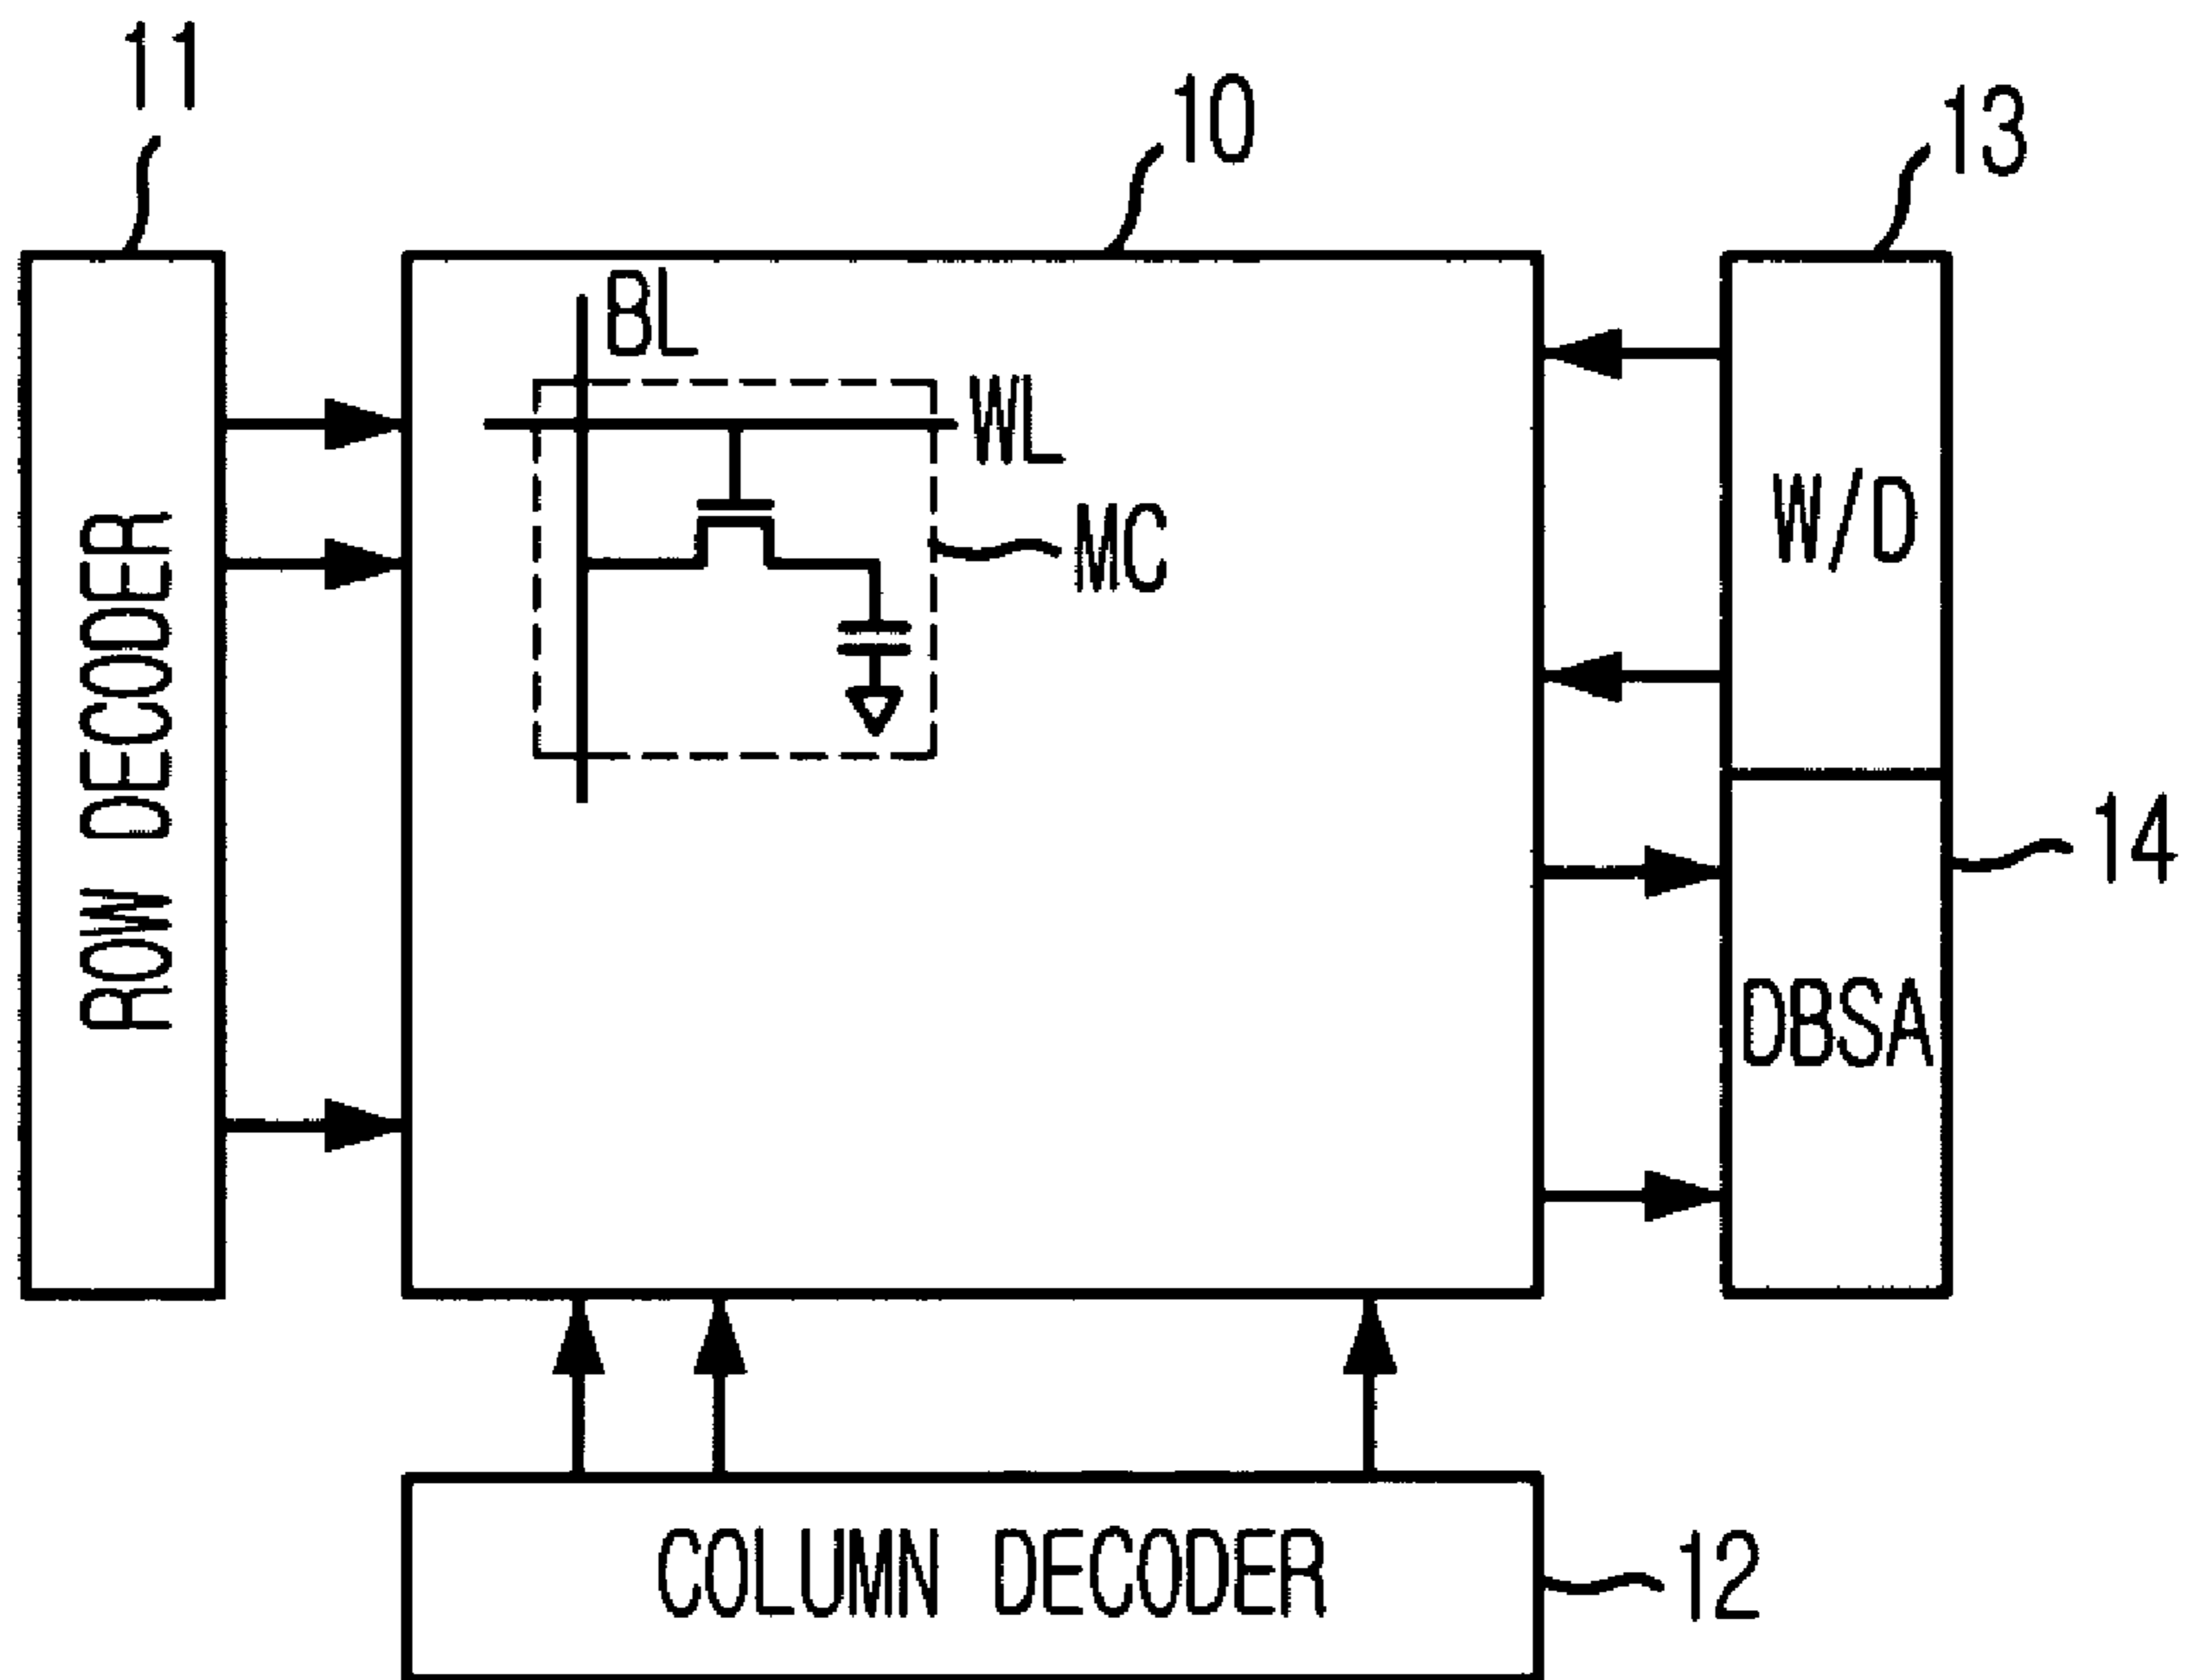 11
10
13
BL
WL
MC
W/D
ROW DECODER
14
DBSA
COLUMN DECODER
12